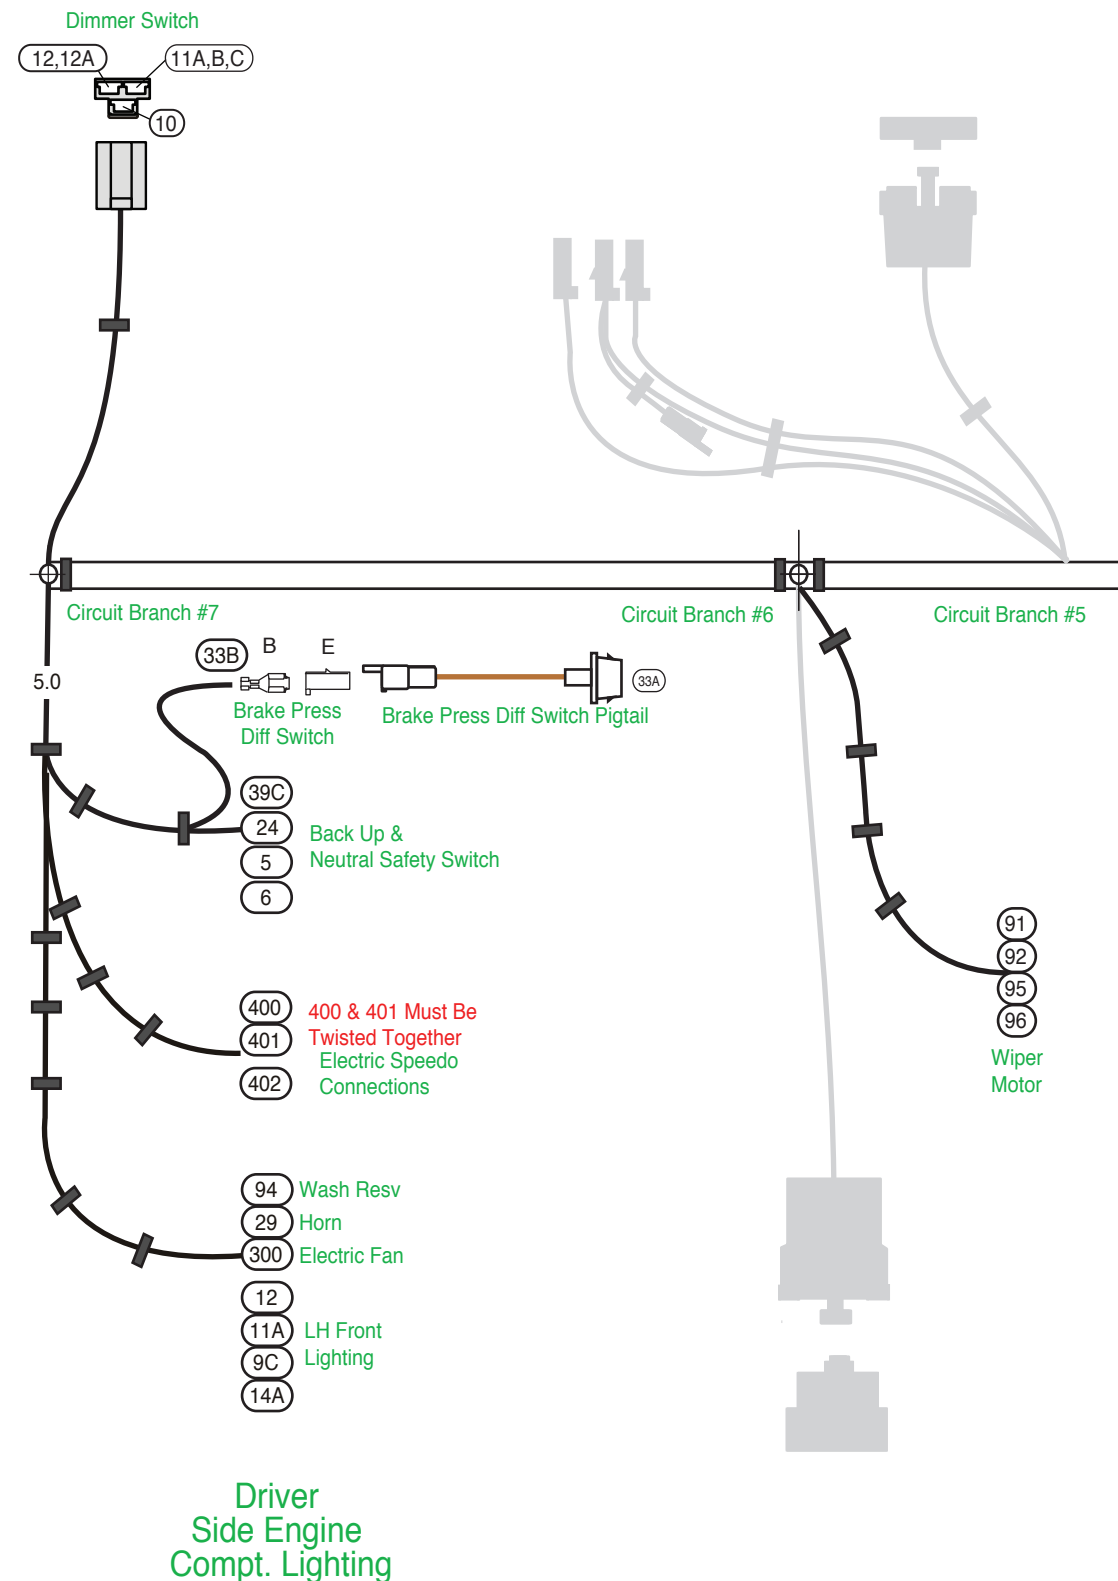 Dimmer Switch
12,12A
11A,B,C
10
Circuit Branch #7
Circuit Branch #6
Circuit Branch #5
33B
B
E
33A
5.0
Brake Press
Diff Switch
Brake Press Diff Switch Pigtail
39C
24
5
6
Back Up &
Neutral Safety Switch
91
92
95
96
Wiper
Motor
400
401
402
400 & 401 Must Be
Twisted Together
Electric Speedo
Connections
94 Wash Resv
29 Horn
300 Electric Fan
12
11A
9C
14A
LH Front
Lighting
Driver
Side Engine
Compt. Lighting